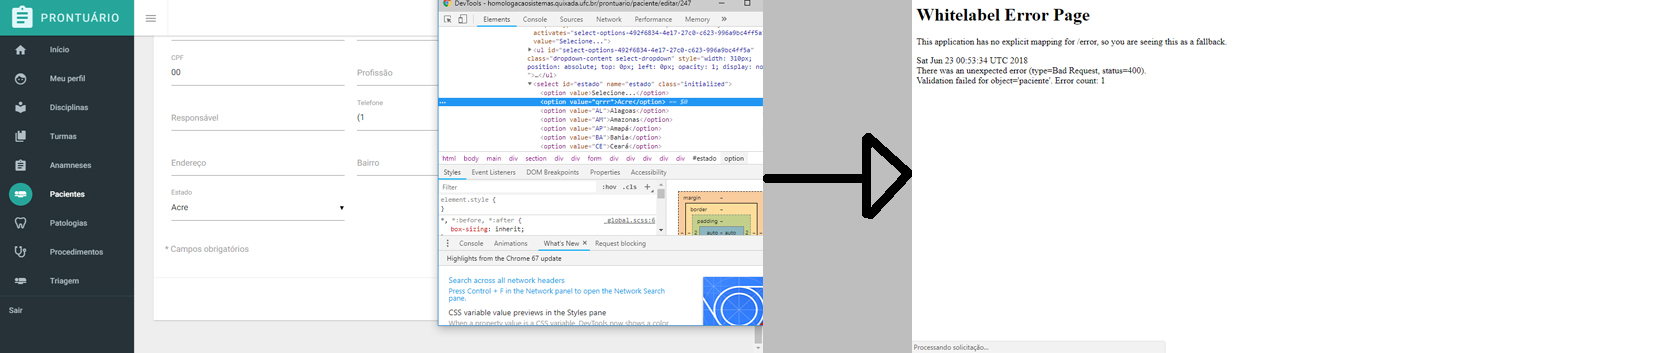 PRONTUÁRIO
Início
Meu perfil
Disciplinas
Turmas
Anamneses
Pacientes
Patologias
Procedimentos
Triagem
Sair
CPF
00
Profissão
Responsável
Telefone
(1
Endereço
Bairro
Estado
Acre
* Campos obrigatórios
DevTools - homologacaosistemas.quixada.ufc.br/prontuario/paciente/editar/247
Elements Console Sources Network Performance Memory »
activates="select-options-492f6834-4e17-27c0-c623-996a9bc4ff5a"
value="Selecione...">
<ul id="select-options-492f6834-4e17-27c0-c623-996a9bc4ff5a"
class="dropdown-content select-dropdown" style="width: 310px;
position: absolute; top: 0px; left: 0px; opacity: 1; display: no
">…</ul>
<select id="estado" name="estado" class="initialized">
<option value>Selecione...</option>
… <option value="qrrr">Acre</option> == $0
<option value="AL">Alagoas</option>
<option value="AM">Amazonas</option>
<option value="AP">Amapá</option>
<option value="BA">Bahia</option>
<option value="CE">Ceará</option>
html body main div section div div form div div div div div #estado option
Styles Event Listeners DOM Breakpoints Properties Accessibility
Filter :hov .cls +
element.style {
}
*, *:before, *:after { _global.scss:6
box-sizing: inherit;
margin –
border –
padding –
– – 2 auto × auto 2 –
Console Animations What's New × Request blocking
Highlights from the Chrome 67 update
Search across all network headers
Press Control + F in the Network panel to open the Network Search
pane.
CSS variable value previews in the Styles pane
When a property value is a CSS variable, DevTools now shows a color
Whitelabel Error Page
This application has no explicit mapping for /error, so you are seeing this as a fallback.
Sat Jun 23 00:53:34 UTC 2018
There was an unexpected error (type=Bad Request, status=400).
Validation failed for object='paciente'. Error count: 1
Processando solicitação...